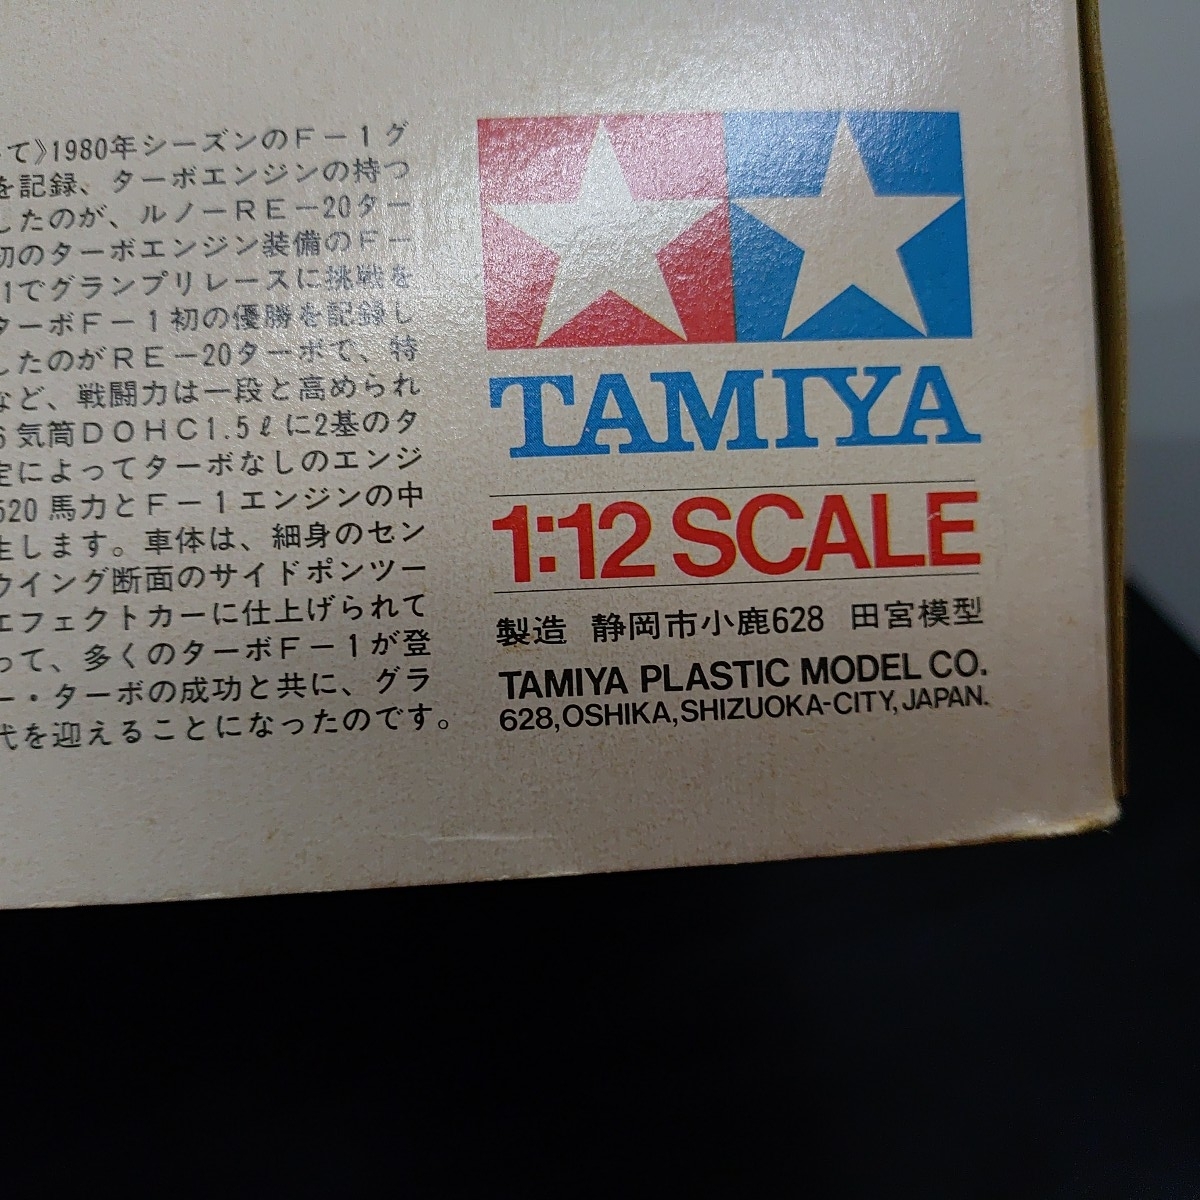 て》1980年シーズンのF−1グ
を記録、ターボエンジンの持つ
したのが、ルノーRE−20ター
初のターボエンジン装備のF−
1でグランプリレースに挑戦を
ターボF−1初の優勝を記録し
したのがRE−20ターボで、特
など、戦闘力は一段と高められ
6気筒DOHC1.5ℓに2基のタ
定によってターボなしのエンジ
520馬力とF−1エンジンの中
生します。車体は、細身のセン
ウイング断面のサイドポンツー
エフェクトカーに仕上げられて
って、多くのターボF−1が登
ー・ターボの成功と共に、グラ
代を迎えることになったのです。
TAMIYA
1:12 SCALE
製造 静岡市小鹿628 田宮模型
TAMIYA PLASTIC MODEL CO.
628,OSHIKA,SHIZUOKA-CITY,JAPAN.